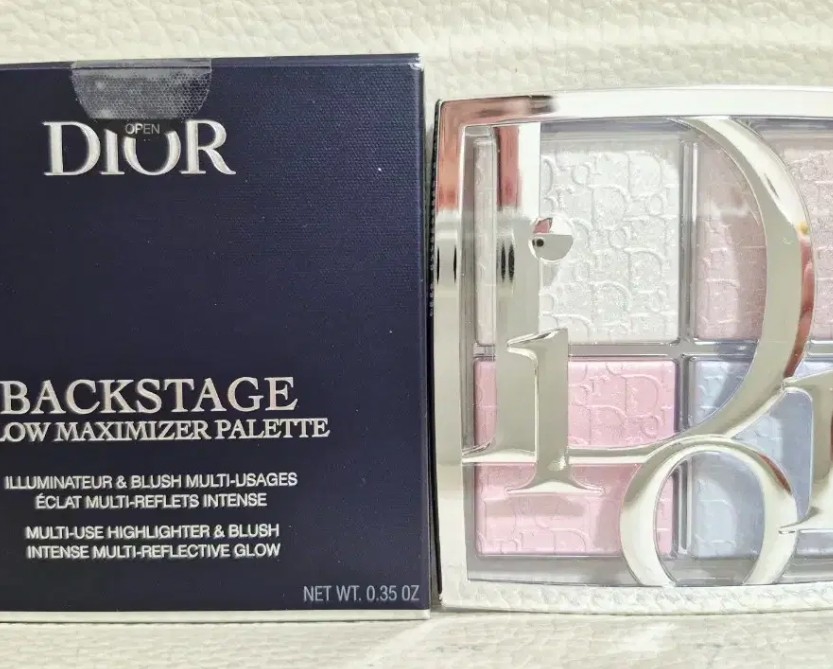 OPEN
DIOR
BACKSTAGE
LOW MAXIMIZER PALETTE
ILLUMINATEUR & BLUSH MULTI-USAGES
ÉCLAT MULTI-REFLETS INTENSE
MULTI-USE HIGHLIGHTER & BLUSH
INTENSE MULTI-REFLECTIVE GLOW
NET WT. 0.35 OZ
Dior